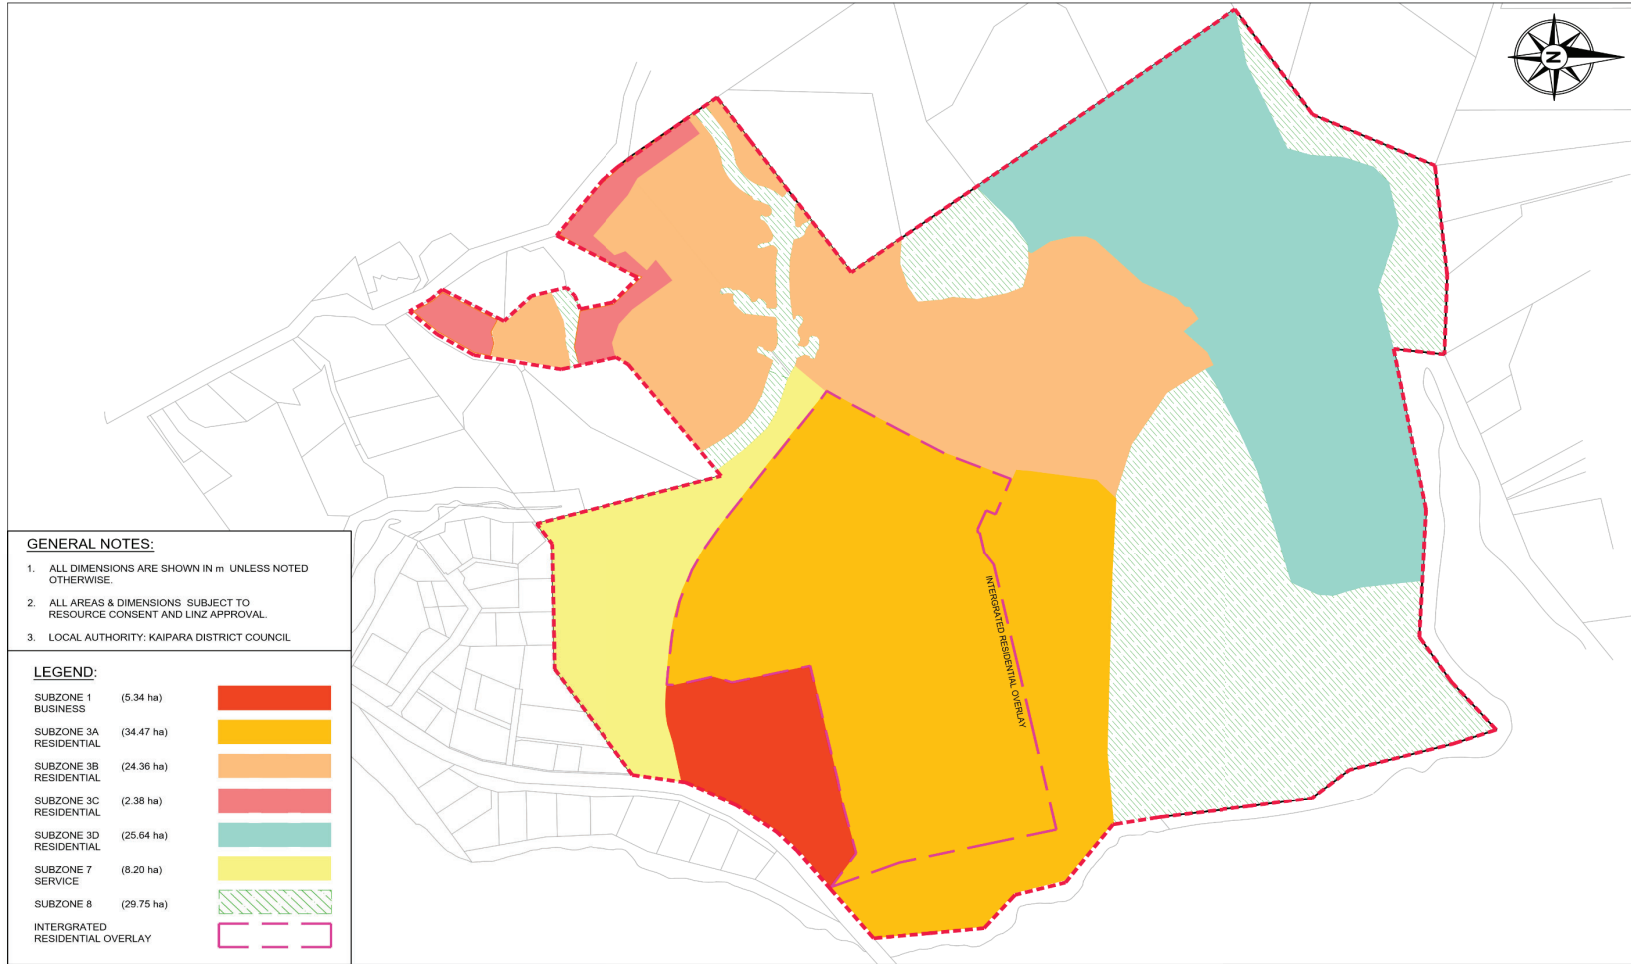 N
GENERAL NOTES:
1. ALL DIMENSIONS ARE SHOWN IN m UNLESS NOTED
OTHERWISE.
2. ALL AREAS & DIMENSIONS SUBJECT TO
RESOURCE CONSENT AND LINZ APPROVAL.
3. LOCAL AUTHORITY: KAIPARA DISTRICT COUNCIL
LEGEND:
SUBZONE 1 (5.34 ha)
BUSINESS
SUBZONE 3A (34.47 ha)
RESIDENTIAL
SUBZONE 3B (24.36 ha)
RESIDENTIAL
SUBZONE 3C (2.38 ha)
RESIDENTIAL
SUBZONE 3D (25.64 ha)
RESIDENTIAL
SUBZONE 7 (8.20 ha)
SERVICE
SUBZONE 8 (29.75 ha)
INTERGRATED
RESIDENTIAL OVERLAY
INTERGRATED RESIDENTIAL OVERLAY